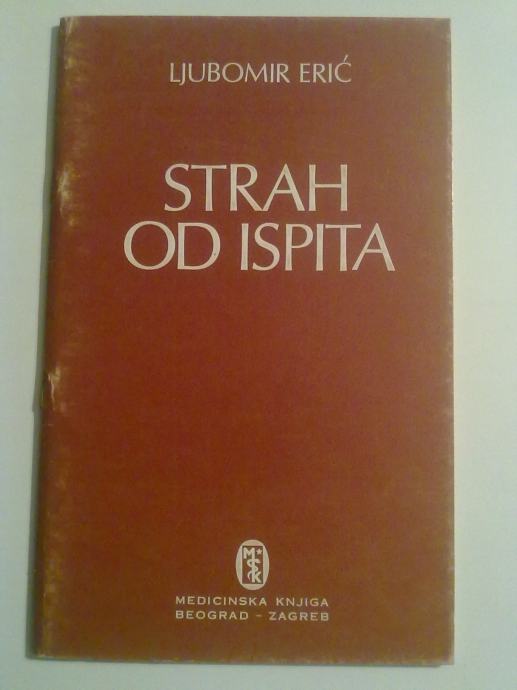 LJUBOMIR ERIĆ
STRAH
OD ISPITA
M★
S
K
MEDICINSKA KNJIGA
BEOGRAD – ZAGREB